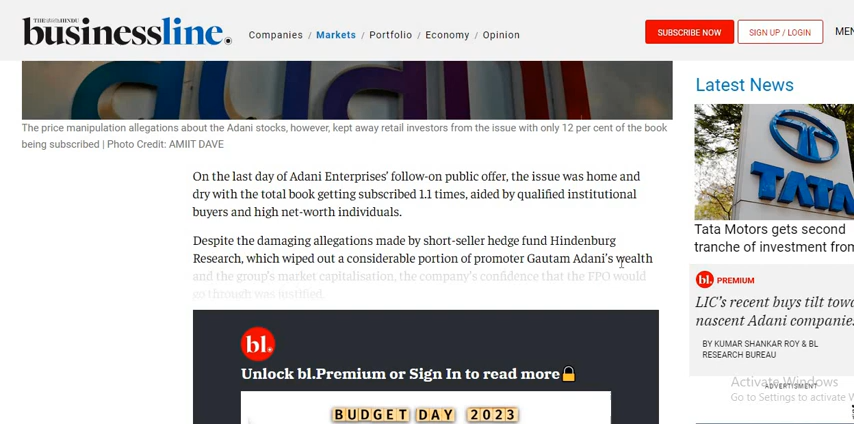 THE HINDU
businessline.
Companies / Markets / Portfolio / Economy / Opinion
SUBSCRIBE NOW
SIGN UP / LOGIN
MEN
The price manipulation allegations about the Adani stocks, however, kept away retail investors from the issue with only 12 per cent of the book
being subscribed | Photo Credit: AMIIT DAVE
On the last day of Adani Enterprises' follow-on public offer, the issue was home and
dry with the total book getting subscribed 1.1 times, aided by qualified institutional
buyers and high net-worth individuals.
Despite the damaging allegations made by short-seller hedge fund Hindenburg
Research, which wiped out a considerable portion of promoter Gautam Adani's wealth
and the group's market capitalisation, the company's confidence that the FPO would
go through was justified.
bl.
Unlock bl.Premium or Sign In to read more
BUDGET DAY 2023
Latest News
TATA
Tata Motors gets second
tranche of investment from
bl. PREMIUM
LIC's recent buys tilt towa
nascent Adani companie
BY KUMAR SHANKAR ROY & BL
RESEARCH BUREAU
Activate Windows
ADVERTISMENT
Go to Settings to activate W